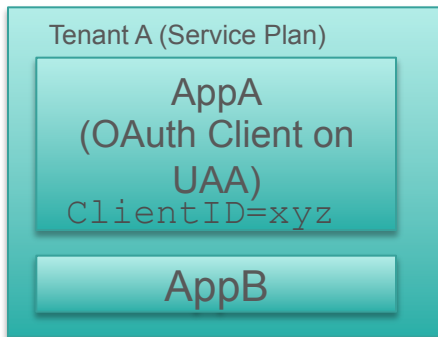 Tenant A (Service Plan)
AppA
(OAuth Client on
UAA)
ClientID=xyz
AppB